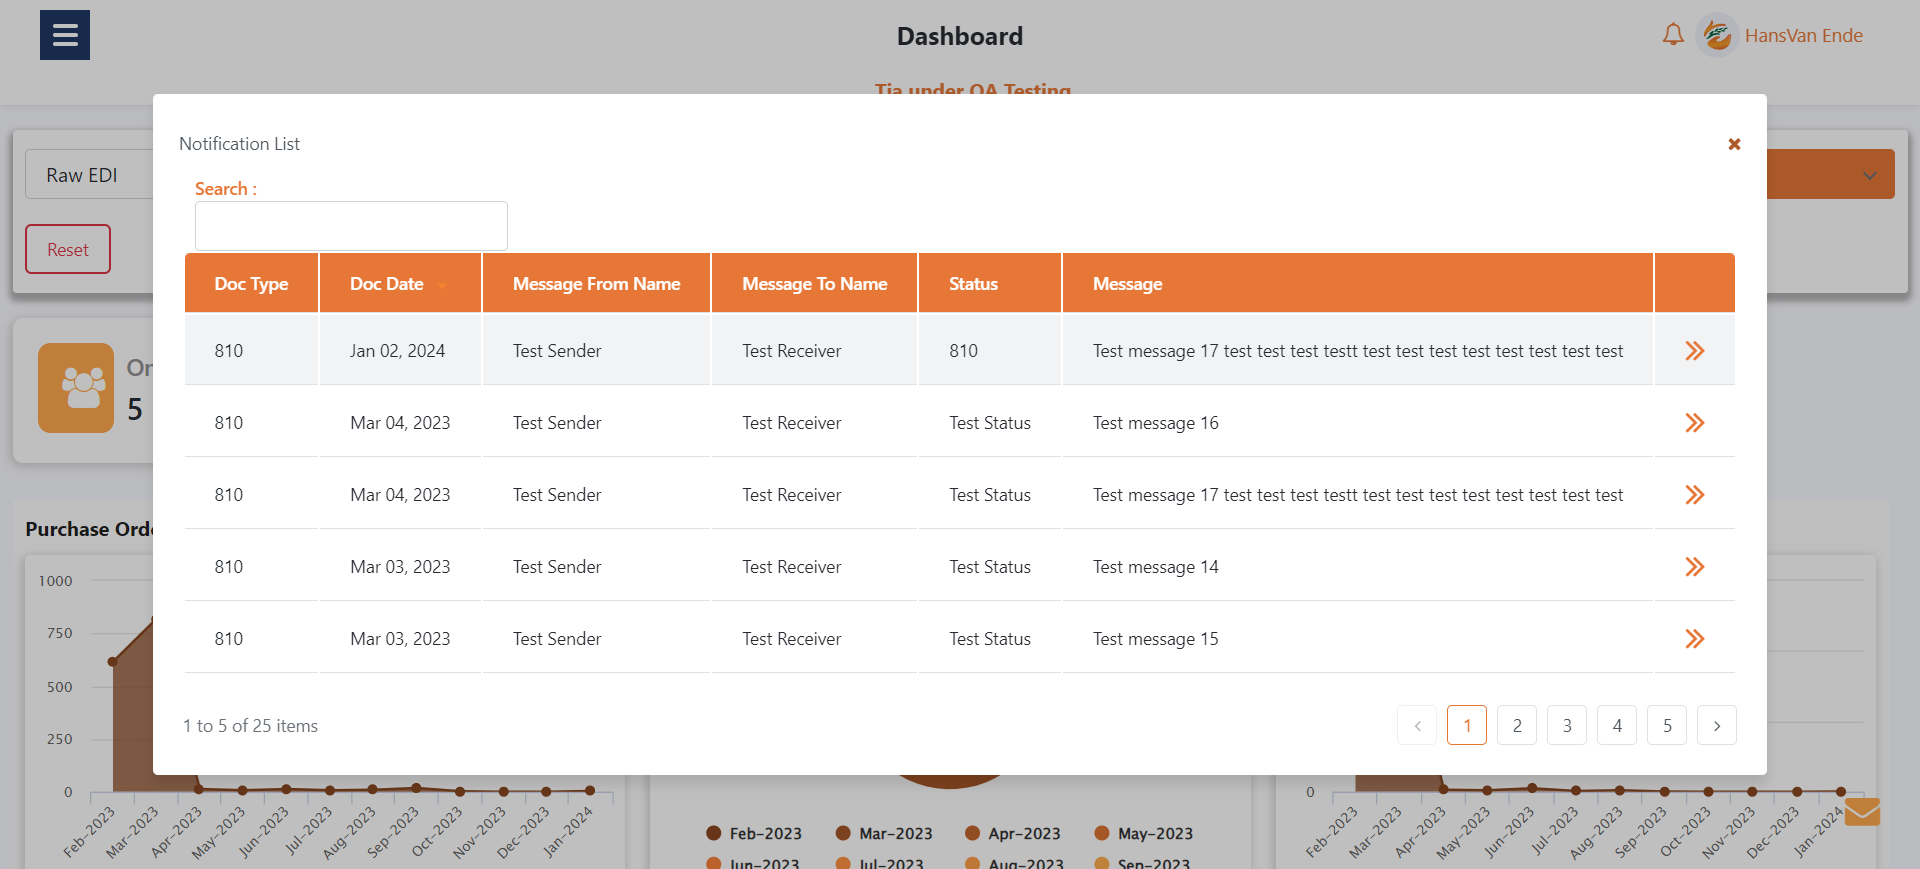 Dashboard
HansVan Ende
Tia under QA Testing
Notification List
Raw EDI
Search :
Reset
Doc Type Doc Date Message From Name Message To Name Status Message
810 Jan 02, 2024 Test Sender Test Receiver 810 Test message 17 test test test testt test test test test test test test test
5
810 Mar 04, 2023 Test Sender Test Receiver Test Status Test message 16
810 Mar 04, 2023 Test Sender Test Receiver Test Status Test message 17 test test test testt test test test test test test test test
Purchase
810 Mar 03, 2023 Test Sender Test Receiver Test Status Test message 14
810 Mar 03, 2023 Test Sender Test Receiver Test Status Test message 15
1000
750
500
250
0
1 to 5 of 25 items
1 2 3 4 5
0
Feb-2023 Mar-2023 Apr-2023 May-2023 Jun-2023 Jul-2023 Aug-2023 Sep-2023 Oct-2023 Nov-2023 Dec-2023 Jan-2024
Feb-2023 Mar-2023 Apr-2023 May-2023
Jun-2023 Jul-2023 Aug-2023 Sep-2023
Feb-2023 Mar-2023 Apr-2023 May-2023 Jun-2023 Jul-2023 Aug-2023 Sep-2023 Oct-2023 Nov-2023 Dec-2023 Jan-2024